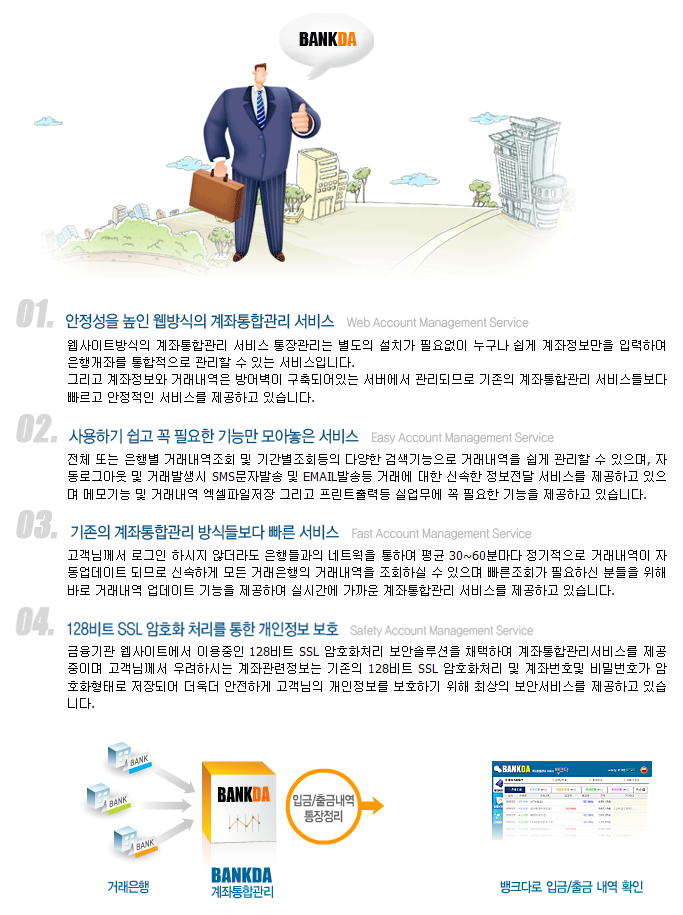 BANKDA
01. 안정성을 높인 웹방식의 계좌통합관리 서비스 Web Account Management Service
웹사이트방식의 계좌통합관리 서비스 통장관리는 별도의 설치가 필요없이 누구나 쉽게 계좌정보만을 입력하여
은행개좌를 통합적으로 관리할 수 있는 서비스입니다.
그리고 계좌정보와 거래내역은 방어벽이 구축되어있는 서버에서 관리되므로 기존의 계좌통합관리 서비스들보다
빠르고 안정적인 서비스를 제공하고 있습니다.
02. 사용하기 쉽고 꼭 필요한 기능만 모아놓은 서비스 Easy Account Management Service
전체 또는 은행별 거래내역조회 및 기간별조회등의 다양한 검색기능으로 거래내역을 쉽게 관리할 수 있으며, 자
동로그아웃 및 거래발생시 SMS문자발송 및 EMAIL발송등 거래에 대한 신속한 정보전달 서비스를 제공하고 있으
며 메모기능 및 거래내역 엑셀파일저장 그리고 프린트출력등 실업무에 꼭 필요한 기능을 제공하고 있습니다.
03. 기존의 계좌통합관리 방식들보다 빠른 서비스 Fast Account Management Service
고객님께서 로그인 하시지 않더라도 은행들과의 네트웍을 통하여 평균 30~60분마다 정기적으로 거래내역이 자
동업데이트 되므로 신속하게 모든 거래은행의 거래내역을 조회하실 수 있으며 빠른조회가 필요하신 분들을 위해
바로 거래내역 업데이트 기능을 제공하여 실시간에 가까운 계좌통합관리 서비스를 제공하고 있습니다.
04. 128비트 SSL 암호화 처리를 통한 개인정보 보호 Safety Account Management Service
금융기관 웹사이트에서 이용중인 128비트 SSL 암호화처리 보안솔루션을 채택하여 계좌통합관리서비스를 제공
중이며 고객님께서 우려하시는 계좌관련정보는 기존의 128비트 SSL 암호화처리 및 계좌번호및 비밀번호가 암
호화형태로 저장되어 더욱더 안전하게 고객님의 개인정보를 보호하기 위해 최상의 보안서비스를 제공하고 있습
니다.
BANK
BANK
BANK
거래은행
BANKDA
BANKDA
계좌통합관리
입금/출금내역
통장정리
BANKDA
뱅크다로 입금/출금 내역 확인